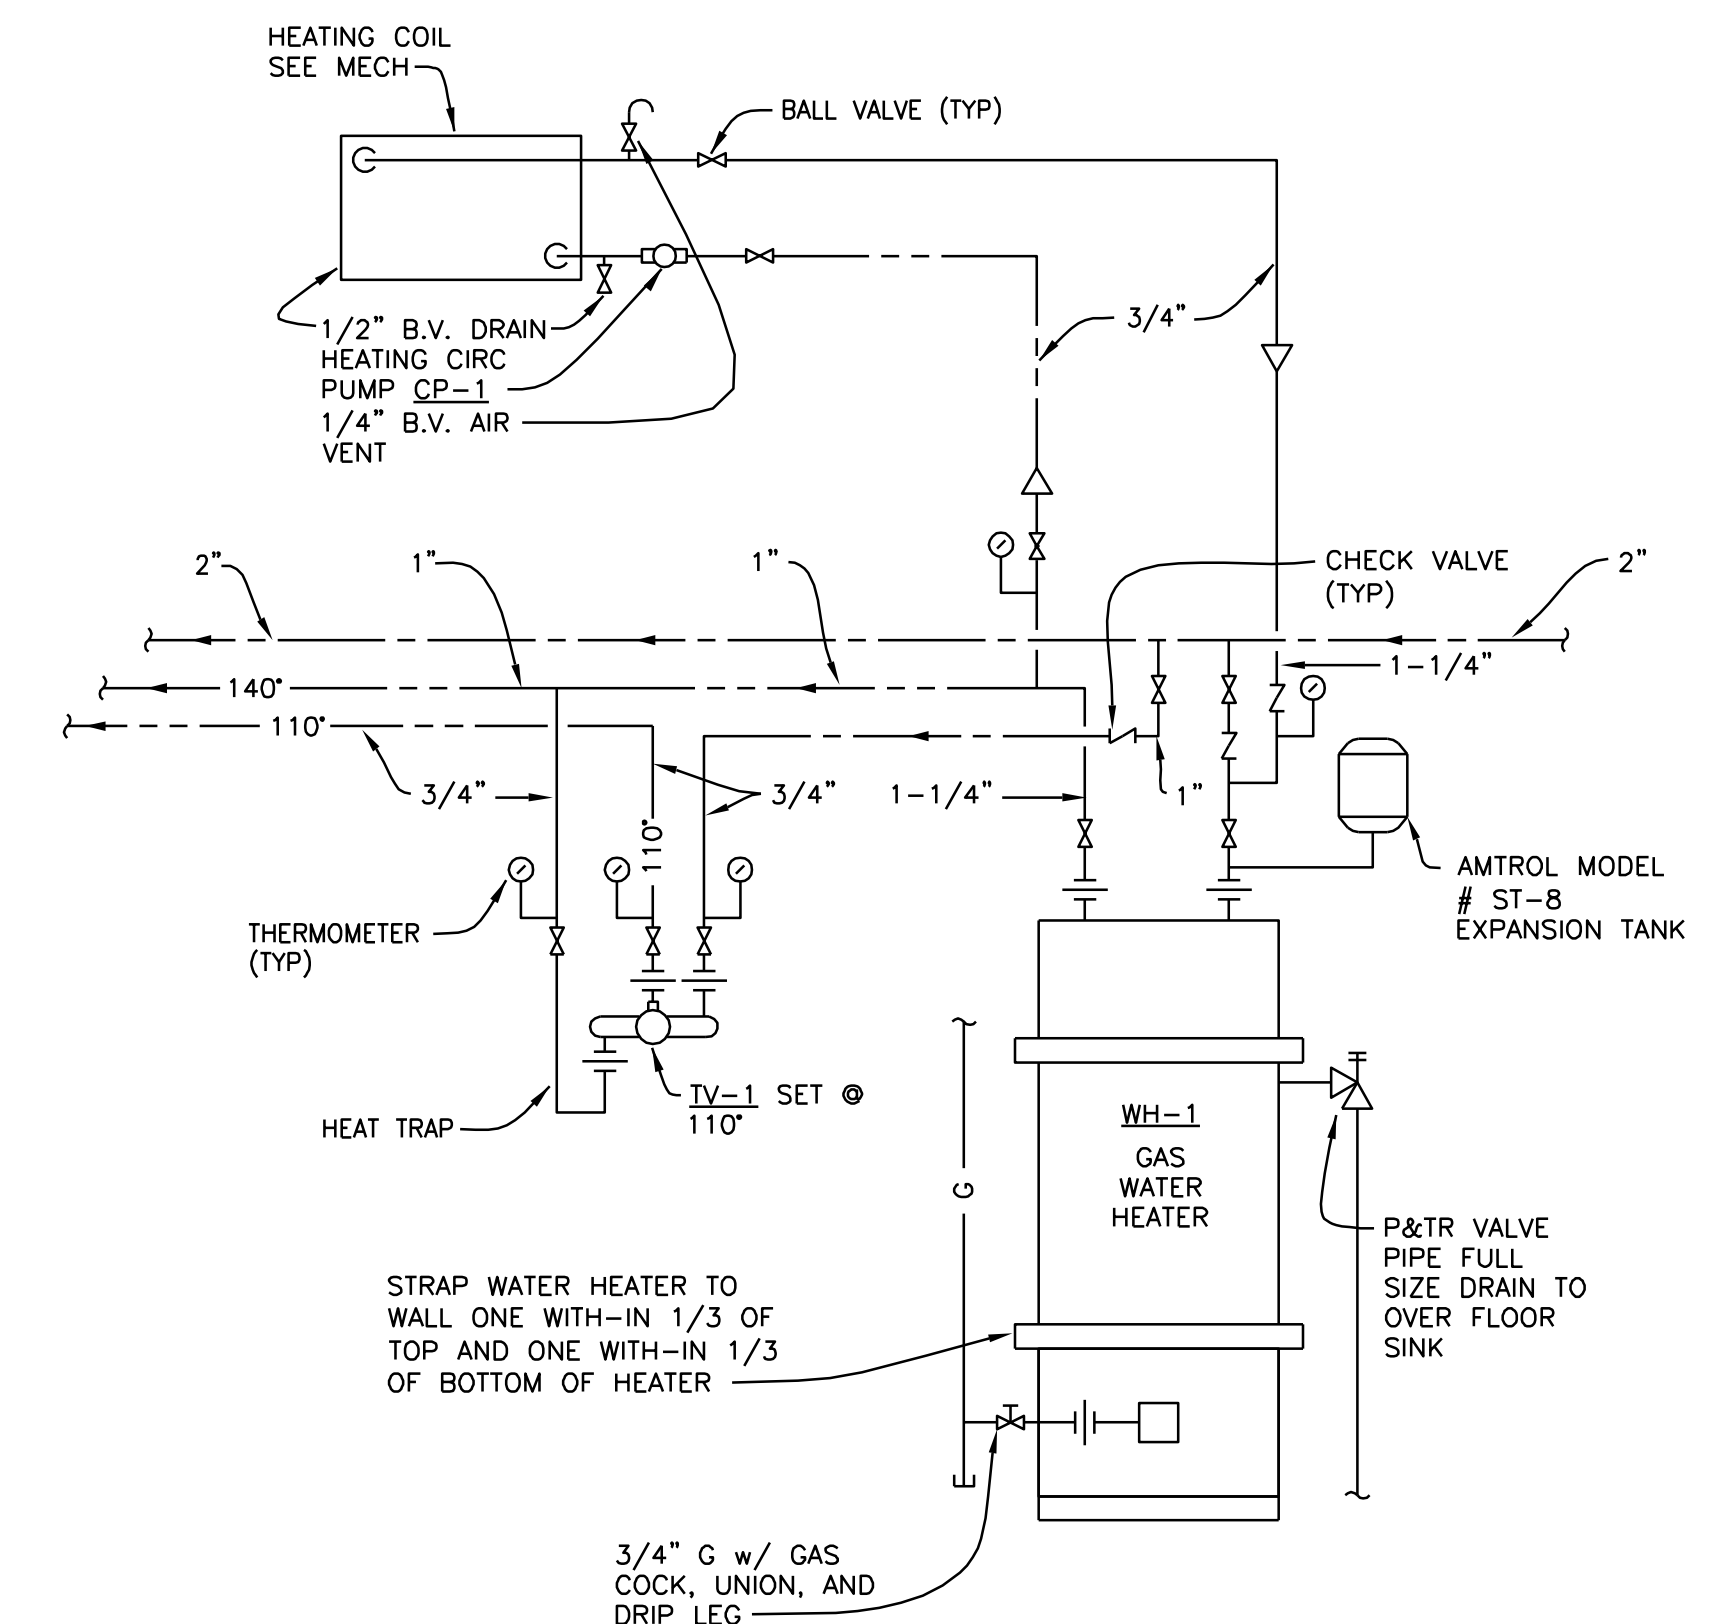 HEATING COIL
SEE MECH
BALL VALVE (TYP)
1/2" B.V. DRAIN
HEATING CIRC
PUMP CP-1
1/4" B.V. AIR
VENT
3/4"
2"
1"
1"
CHECK VALVE
(TYP)
2"
1-1/4"
140°
110°
3/4"
3/4"
1-1/4"
1"
110°
AMTROL MODEL
# ST-8
EXPANSION TANK
THERMOMETER
(TYP)
TV-1 SET @
110°
HEAT TRAP
WH-1
GAS
WATER
HEATER
G
P&TR VALVE
PIPE FULL
SIZE DRAIN TO
OVER FLOOR
SINK
STRAP WATER HEATER TO
WALL ONE WITH-IN 1/3 OF
TOP AND ONE WITH-IN 1/3
OF BOTTOM OF HEATER
3/4" G w/ GAS
COCK, UNION, AND
DRIP LEG